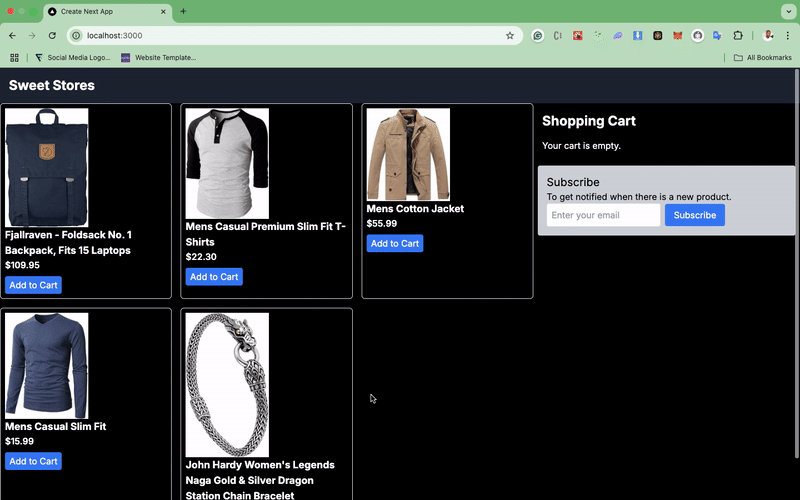 Create Next App
localhost:3000
Social Media Logo...
Website Template...
All Bookmarks
Sweet Stores
Fjallraven - Foldsack No. 1
Backpack, Fits 15 Laptops
$109.95
Add to Cart
Mens Casual Premium Slim Fit T-
Shirts
$22.30
Add to Cart
Mens Cotton Jacket
$55.99
Add to Cart
Shopping Cart
Your cart is empty.
Subscribe
To get notified when there is a new product.
Enter your email
Subscribe
Mens Casual Slim Fit
$15.99
Add to Cart
John Hardy Women's Legends
Naga Gold & Silver Dragon
Station Chain Bracelet